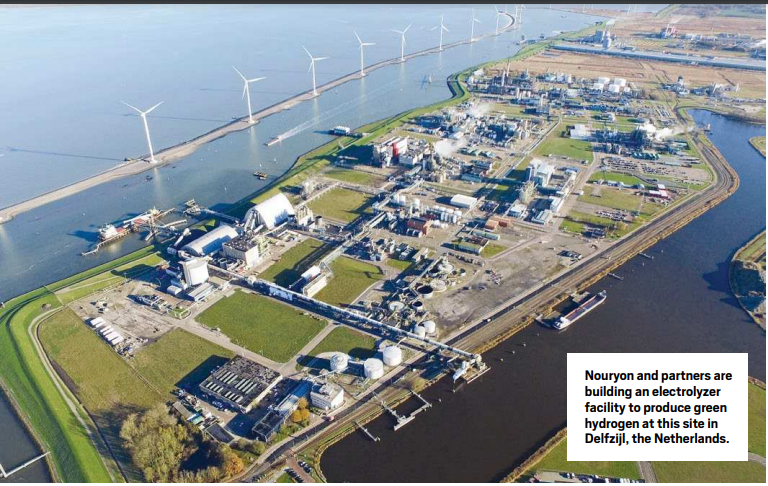 Nouryon and partners are
building an electrolyzer
facility to produce green
hydrogen at this site in
Delfzijl, the Netherlands.